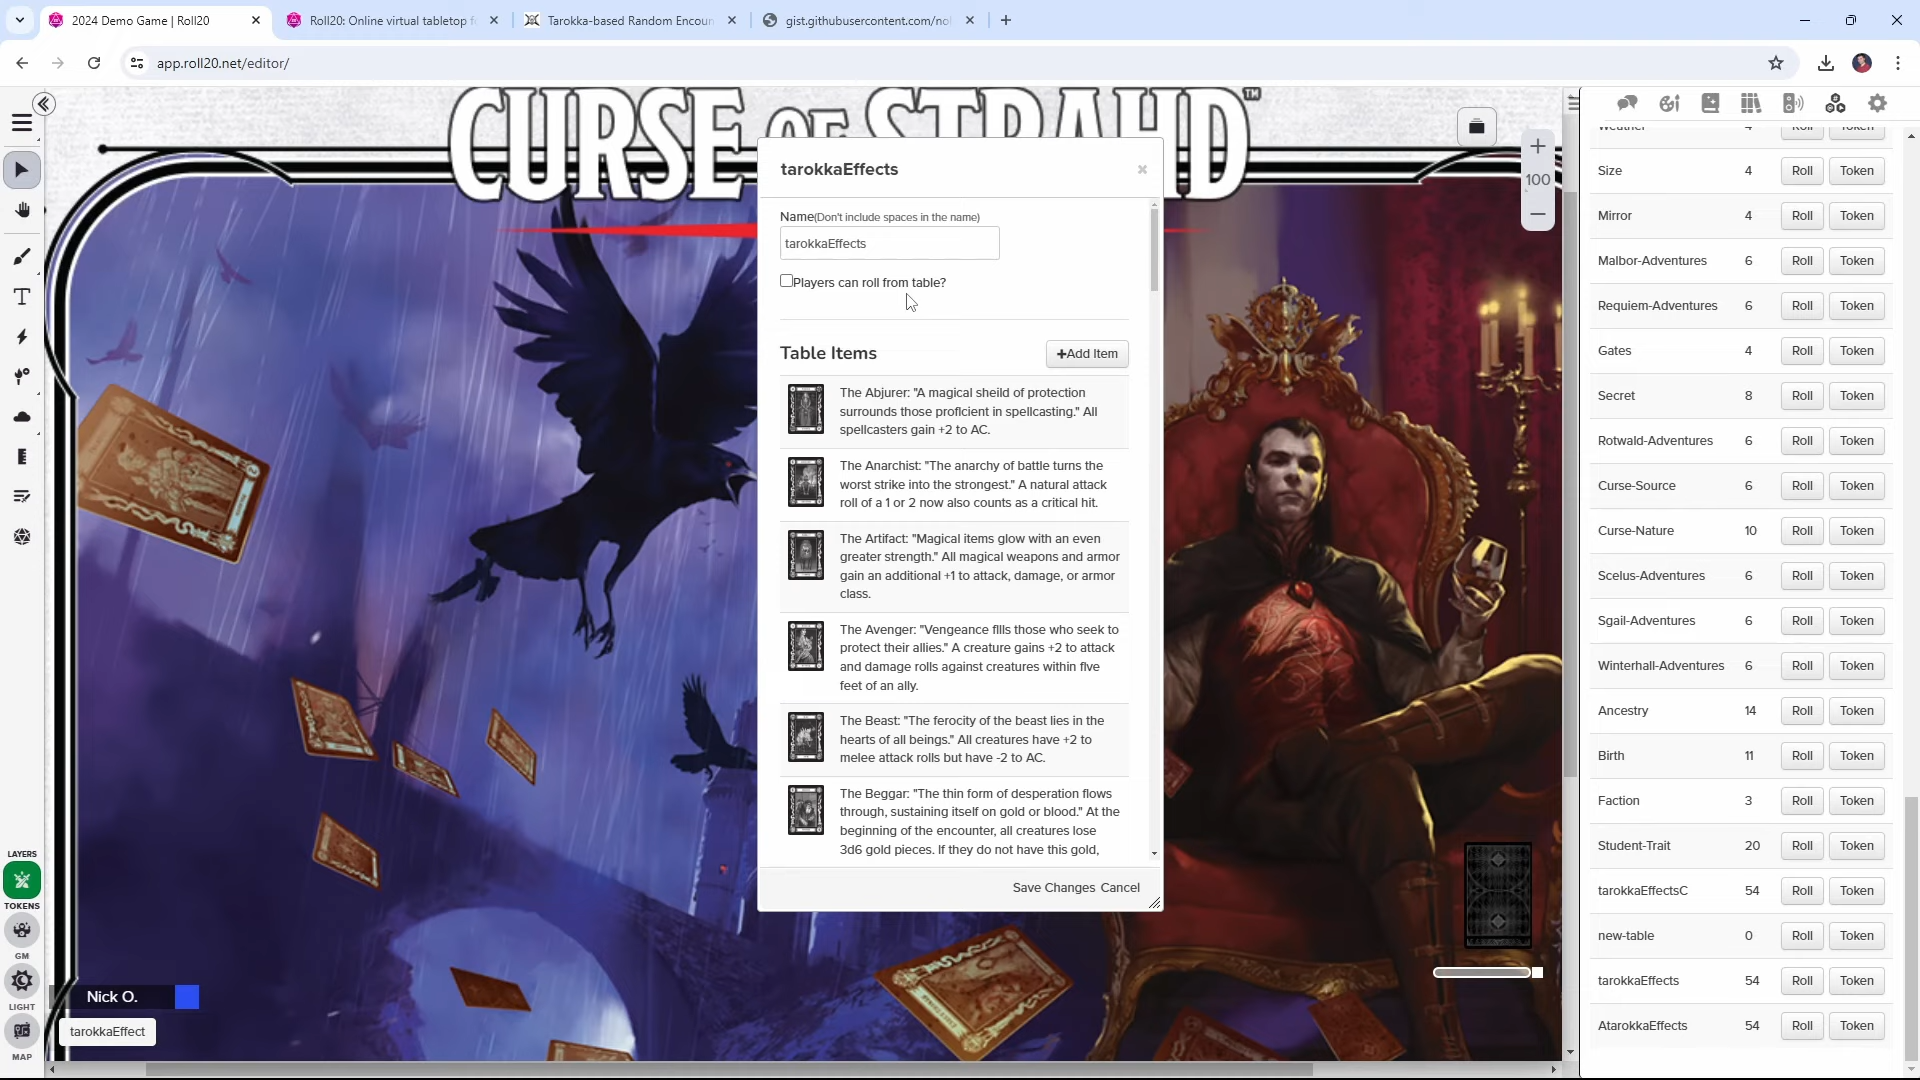 2024 Demo Game | Roll20
Roll20: Online virtual tabletop f
Tarokka-based Random Encoun
gist.githubusercontent.com/no
app.roll20.net/editor/
CURSE OF STRAHD™
100
tarokkaEffects
Name(Don't include spaces in the name)
tarokkaEffects
Players can roll from table?
Table Items
+Add Item
The Abjurer: "A magical sheild of protection
surrounds those proficient in spellcasting." All
spellcasters gain +2 to AC.
The Anarchist: "The anarchy of battle turns the
worst strike into the strongest." A natural attack
roll of a 1 or 2 now also counts as a critical hit.
The Artifact: "Magical items glow with an even
greater strength." All magical weapons and armor
gain an additional +1 to attack, damage, or armor
class.
The Avenger: "Vengeance fills those who seek to
protect their allies." A creature gains +2 to attack
and damage rolls against creatures within five
feet of an ally.
The Beast: "The ferocity of the beast lies in the
hearts of all beings." All creatures have +2 to
melee attack rolls but have -2 to AC.
The Beggar: "The thin form of desperation flows
through, sustaining itself on gold or blood." At the
beginning of the encounter, all creatures lose
3d6 gold pieces. If they do not have this gold,
Save Changes Cancel
LAYERS
TOKENS
GM
LIGHT
MAP
Nick O.
tarokkaEffect
Weather 4 Roll Token
Size 4 Roll Token
Mirror 4 Roll Token
Malbor-Adventures 6 Roll Token
Requiem-Adventures 6 Roll Token
Gates 4 Roll Token
Secret 8 Roll Token
Rotwald-Adventures 6 Roll Token
Curse-Source 6 Roll Token
Curse-Nature 10 Roll Token
Scelus-Adventures 6 Roll Token
Sgail-Adventures 6 Roll Token
Winterhall-Adventures 6 Roll Token
Ancestry 14 Roll Token
Birth 11 Roll Token
Faction 3 Roll Token
Student-Trait 20 Roll Token
tarokkaEffectsC 54 Roll Token
new-table 0 Roll Token
tarokkaEffects 54 Roll Token
AtarokkaEffects 54 Roll Token